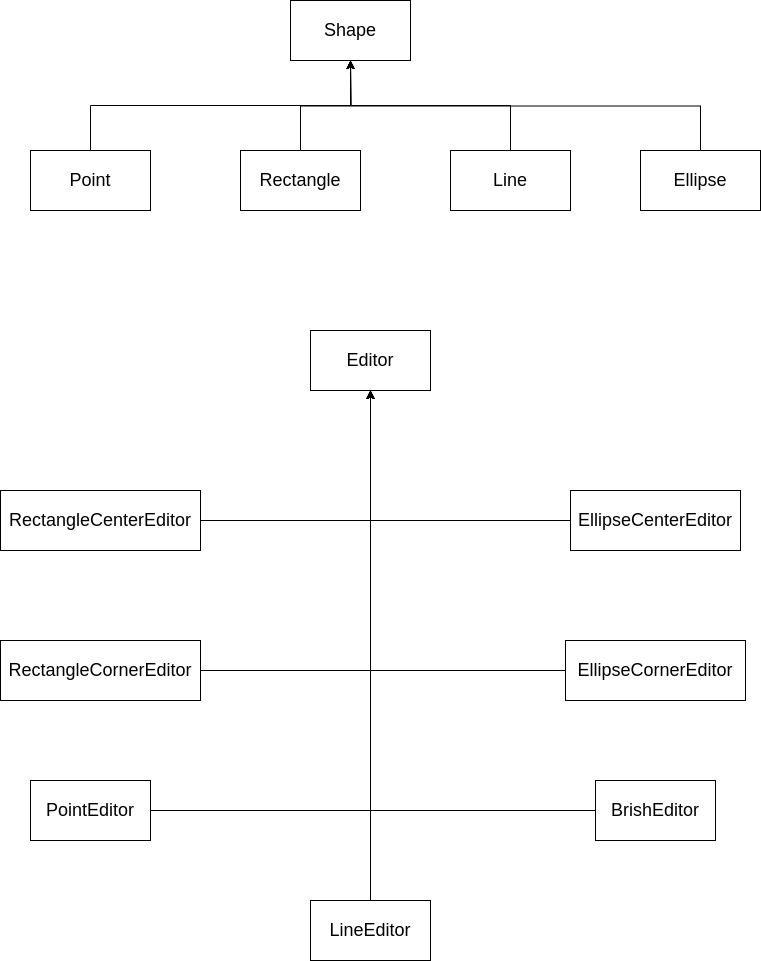 Shape
Point
Rectangle
Line
Ellipse
Editor
RectangleCenterEditor
EllipseCenterEditor
RectangleCornerEditor
EllipseCornerEditor
PointEditor
BrishEditor
LineEditor